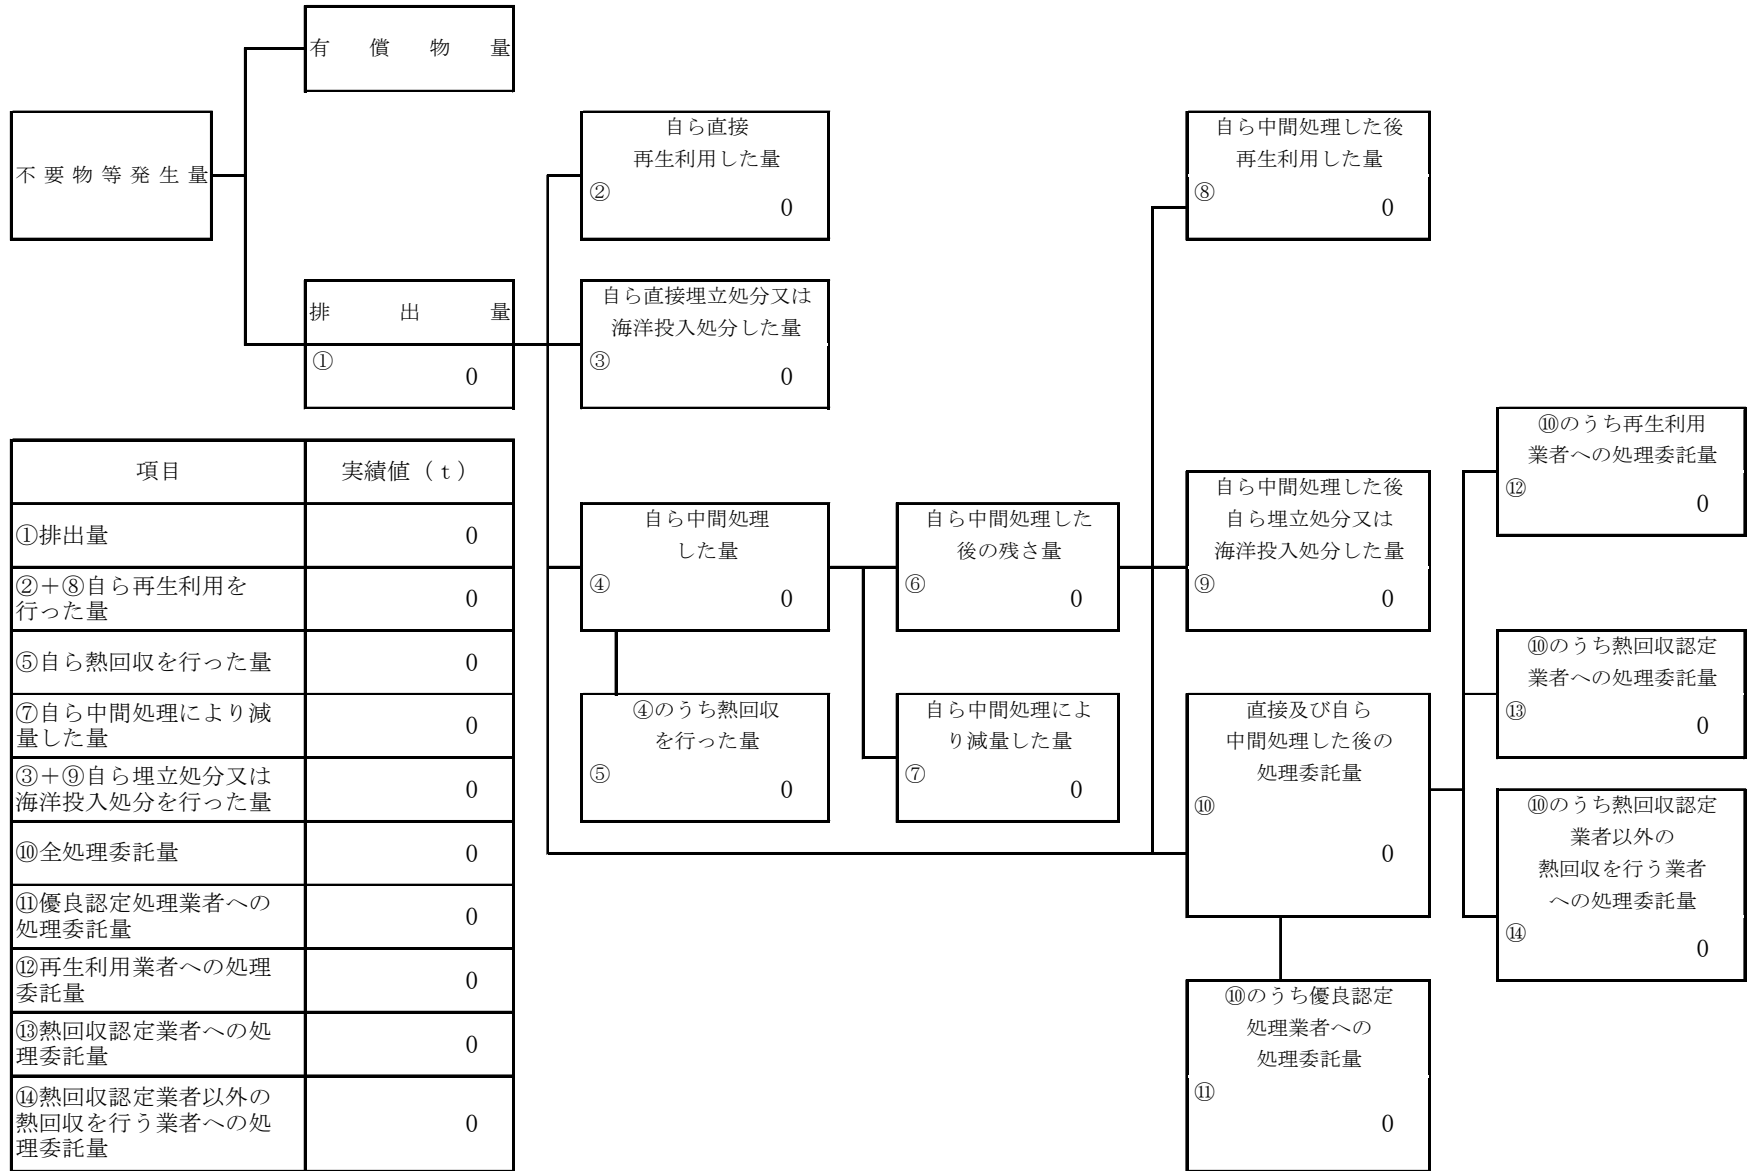 有償物量
不要物等発生量
排出量
①
0
自ら直接
再生利用した量
②
0
自ら直接埋立処分又は
海洋投入処分した量
③
0
自ら中間処理
した量
④
0
④のうち熱回収
を行った量
⑤
0
自ら中間処理した
後の残さ量
⑥
0
自ら中間処理によ
り減量した量
⑦
0
自ら中間処理した後
再生利用した量
⑧
0
自ら中間処理した後
自ら埋立処分又は
海洋投入処分した量
⑨
0
直接及び自ら
中間処理した後の
処理委託量
⑩
0
⑩のうち優良認定
処理業者への
処理委託量
⑪
0
⑩のうち再生利用
業者への処理委託量
⑫
0
⑩のうち熱回収認定
業者への処理委託量
⑬
0
⑩のうち熱回収認定
業者以外の
熱回収を行う業者
への処理委託量
⑭
0
項目 実績値（ｔ）
①排出量 0
②＋⑧自ら再生利用を
行った量 0
⑤自ら熱回収を行った量 0
⑦自ら中間処理により減
量した量 0
③＋⑨自ら埋立処分又は
海洋投入処分を行った量 0
⑩全処理委託量 0
⑪優良認定処理業者への
処理委託量 0
⑫再生利用業者への処理
委託量 0
⑬熱回収認定業者への処
理委託量 0
⑭熱回収認定業者以外の
熱回収を行う業者への処
理委託量 0